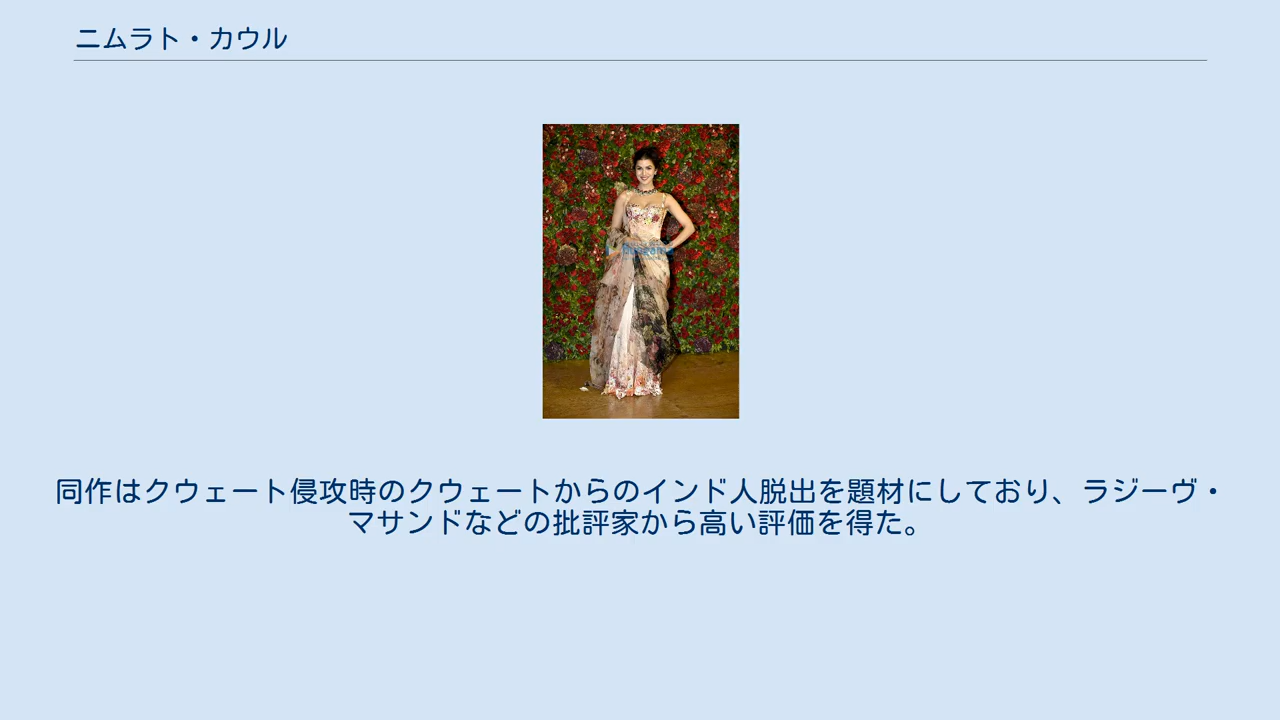 ニムラト・カウル
同作はクウェート侵攻時のクウェートからのインド人脱出を題材にしており、ラジーヴ・
マサンドなどの批評家から高い評価を得た。